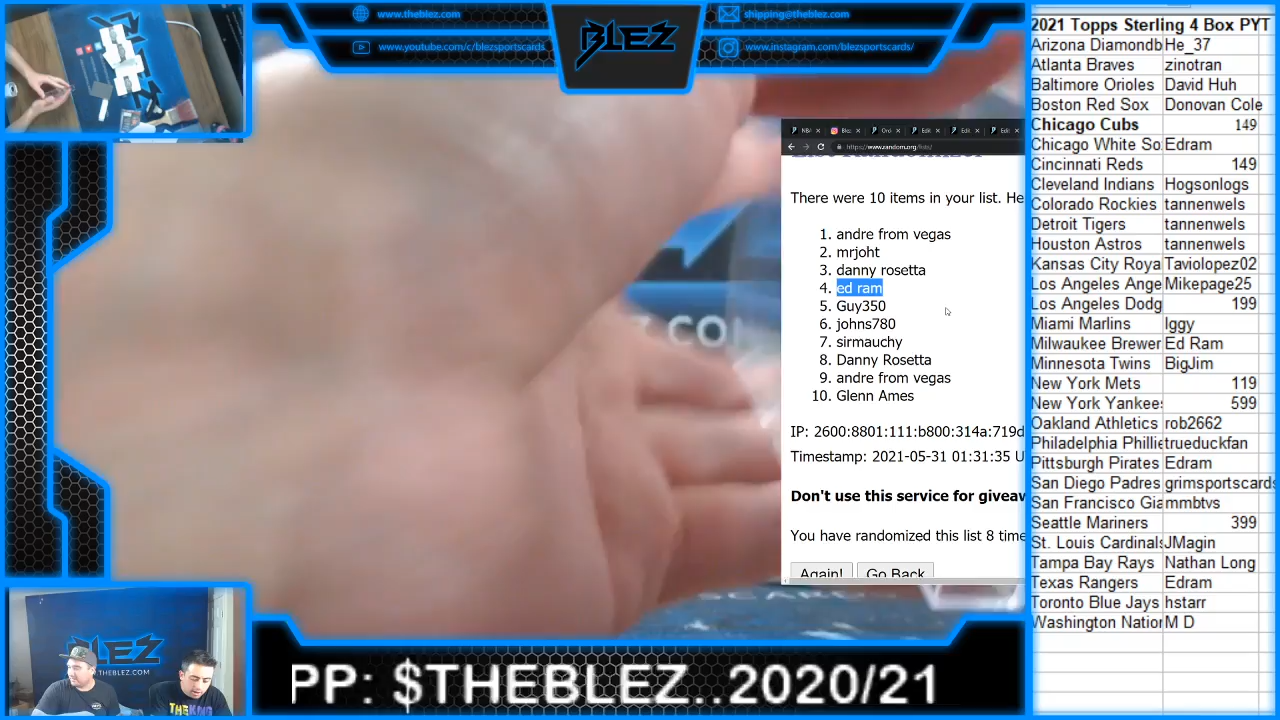 www.theblez.com
www.youtube.com/c/blezsportscards
BLEZ
shipping@theblez.com
www.instagram.com/blezsportscards/
There were 10 items in your list. He
1. andre from vegas
2. mrjoht
3. danny rosetta
4. ed ram
5. Guy350
6. johns780
7. sirmauchy
8. Danny Rosetta
9. andre from vegas
10. Glenn Ames
IP: 2600:8801:111:b800:314a:719d
Timestamp: 2021-05-31 01:31:35 U
Don't use this service for giveaw
You have randomized this list 8 time
Again! Go Back
2021 Topps Sterling 4 Box PYT
Arizona Diamondb He_37
Atlanta Braves zinotran
Baltimore Orioles David Huh
Boston Red Sox Donovan Cole
Chicago Cubs 149
Chicago White So Edram
Cincinnati Reds 149
Cleveland Indians Hogsonlogs
Colorado Rockies tannenwels
Detroit Tigers tannenwels
Houston Astros tannenwels
Kansas City Roya Taviolopez02
Los Angeles Ange Mikepage25
Los Angeles Dodg 199
Miami Marlins Iggy
Milwaukee Brewer Ed Ram
Minnesota Twins BigJim
New York Mets 119
New York Yankee 599
Oakland Athletics rob2662
Philadelphia Phillie trueduckfan
Pittsburgh Pirates Edram
San Diego Padres grimsportscards
San Francisco Gia mmbtvs
Seattle Mariners 399
St. Louis Cardinals JMagin
Tampa Bay Rays Nathan Long
Texas Rangers Edram
Toronto Blue Jays hstarr
Washington Nation M D
BLEZ
THEBLEZ.COM
PP: $THEBLEZ..2020/21